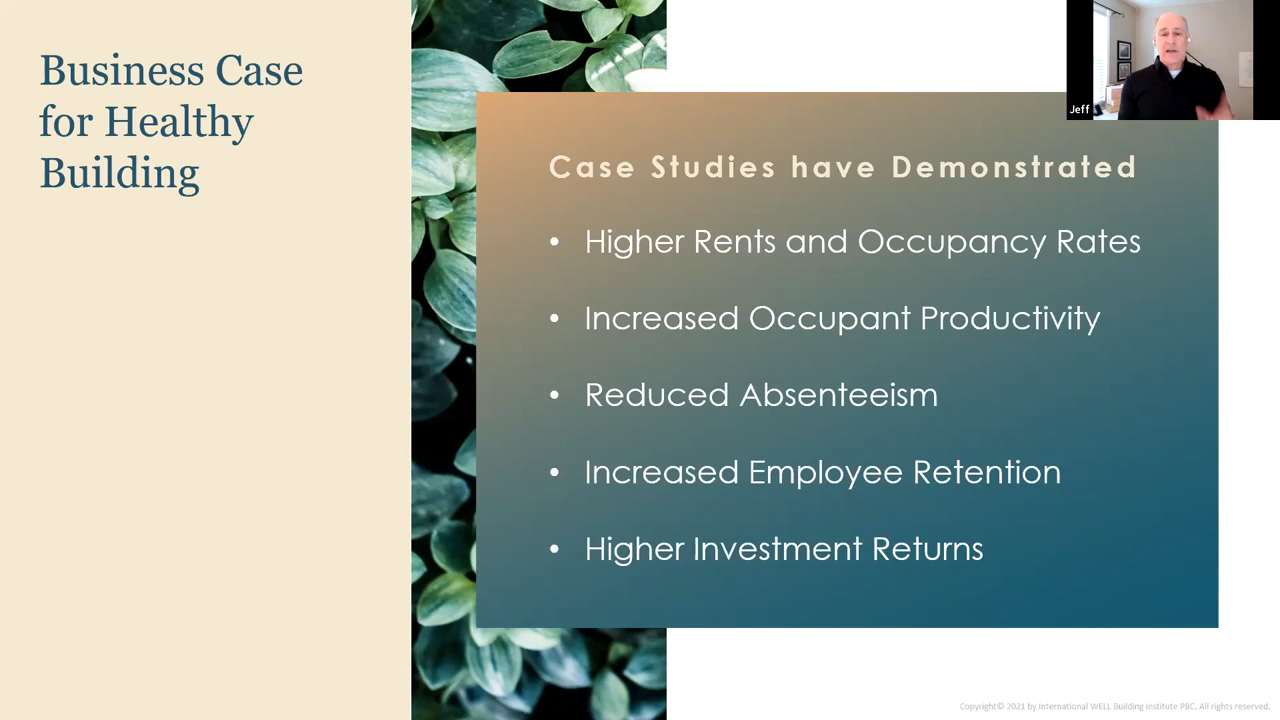 Business Case
for Healthy
Building
Jeff
Case Studies have Demonstrated
• Higher Rents and Occupancy Rates
• Increased Occupant Productivity
• Reduced Absenteeism
• Increased Employee Retention
• Higher Investment Returns
Copyright© 2021 by International WELL Building Institute PBC. All rights reserved.